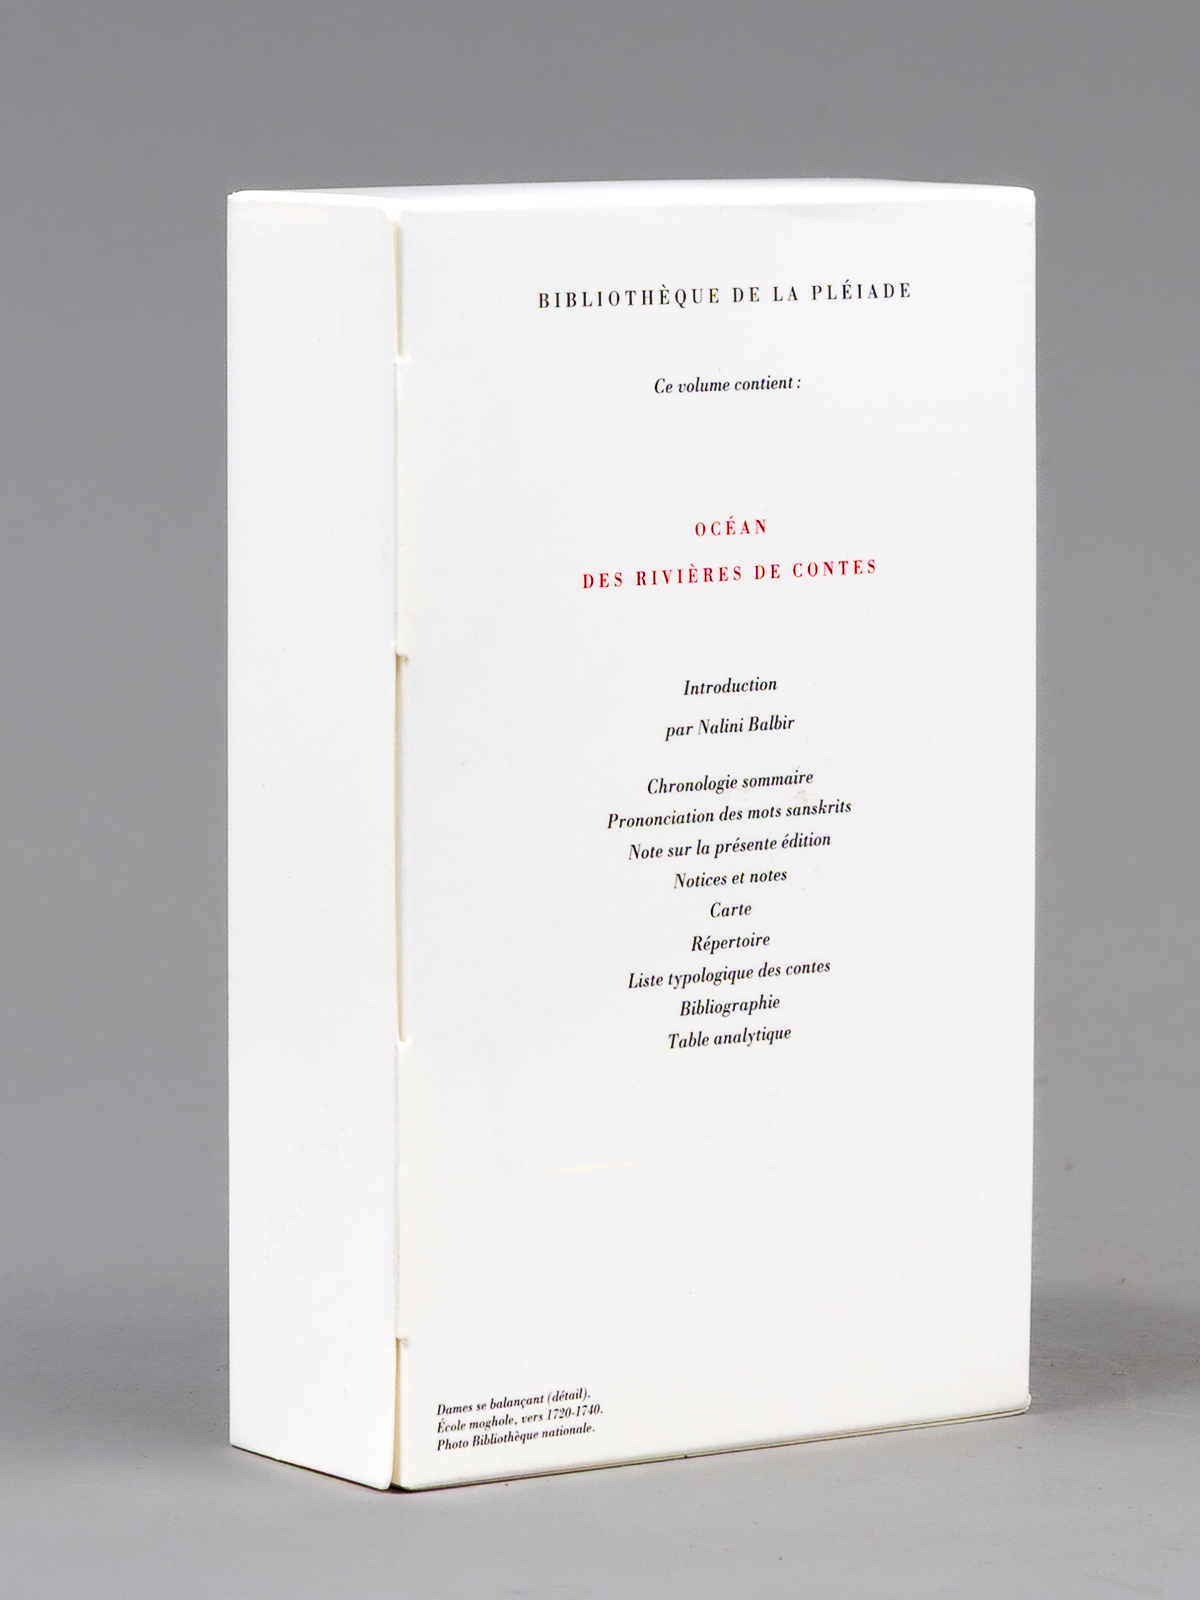 BIBLIOTHÈQUE DE LA PLÉIADE
Ce volume contient :
OCÉAN
DES RIVIÈRES DE CONTES
Introduction
par Nalini Balbir
Chronologie sommaire
Prononciation des mots sanskrits
Note sur la présente édition
Notices et notes
Carte
Répertoire
Liste typologique des contes
Bibliographie
Table analytique
Dames se balançant (détail).
École moghole, vers 1720-1740.
Photo Bibliothèque nationale.